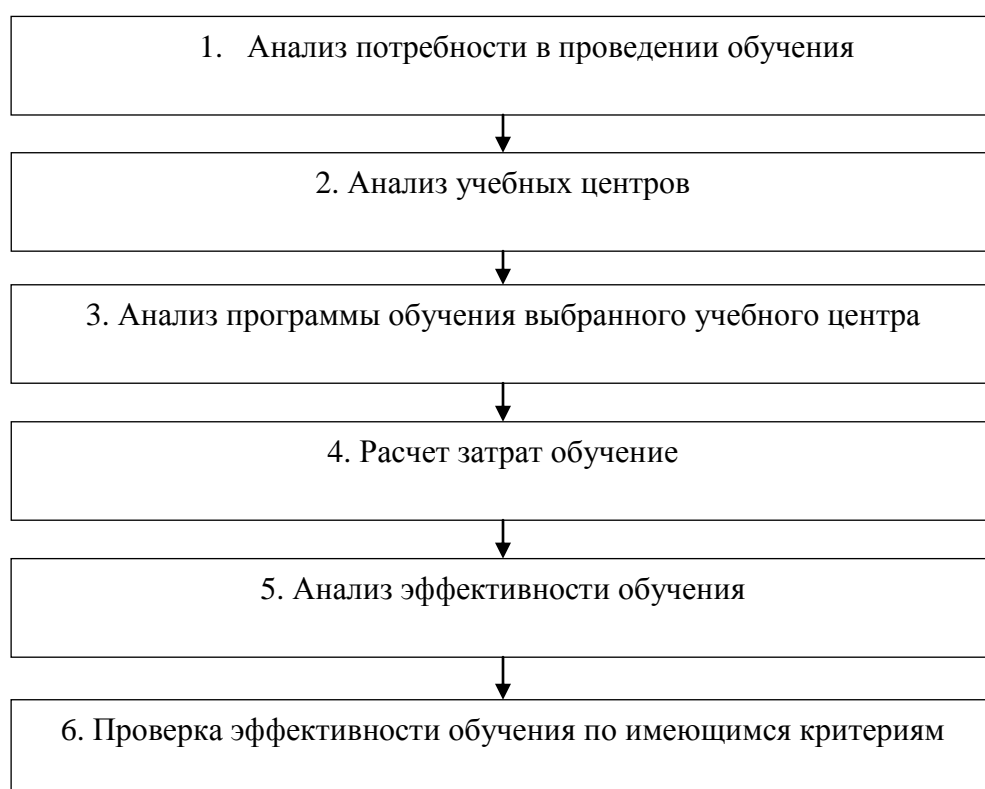 1. Анализ потребности в проведении обучения
2. Анализ учебных центров
3. Анализ программы обучения выбранного учебного центра
4. Расчет затрат обучение
5. Анализ эффективности обучения
6. Проверка эффективности обучения по имеющимся критериям